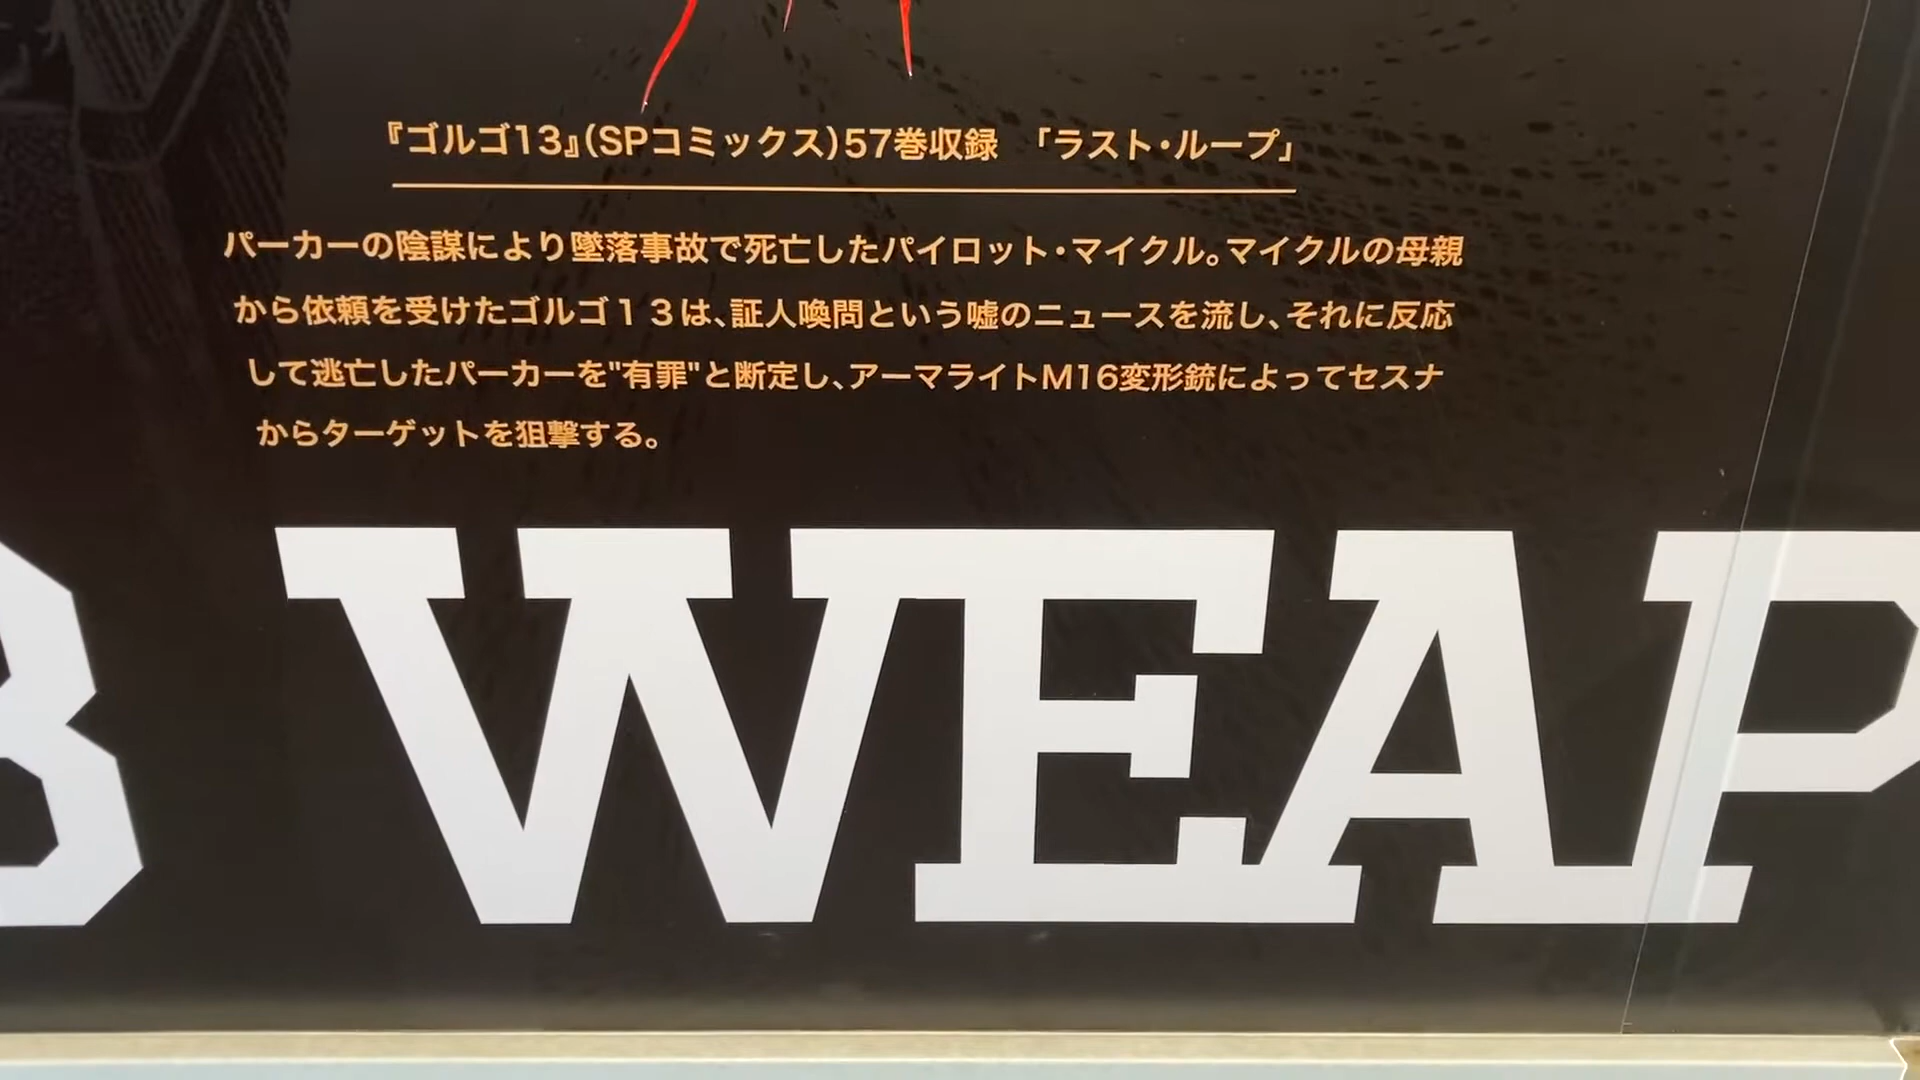 『ゴルゴ13』(SPコミックス)57巻収録　「ラスト・ループ」
パーカーの陰謀により墜落事故で死亡したパイロット・マイクル。マイクルの母親
から依頼を受けたゴルゴ１３は、証人喚問という嘘のニュースを流し、それに反応
して逃亡したパーカーを"有罪"と断定し、アーマライトM16変形銃によってセスナ
からターゲットを狙撃する。
3 WEAP